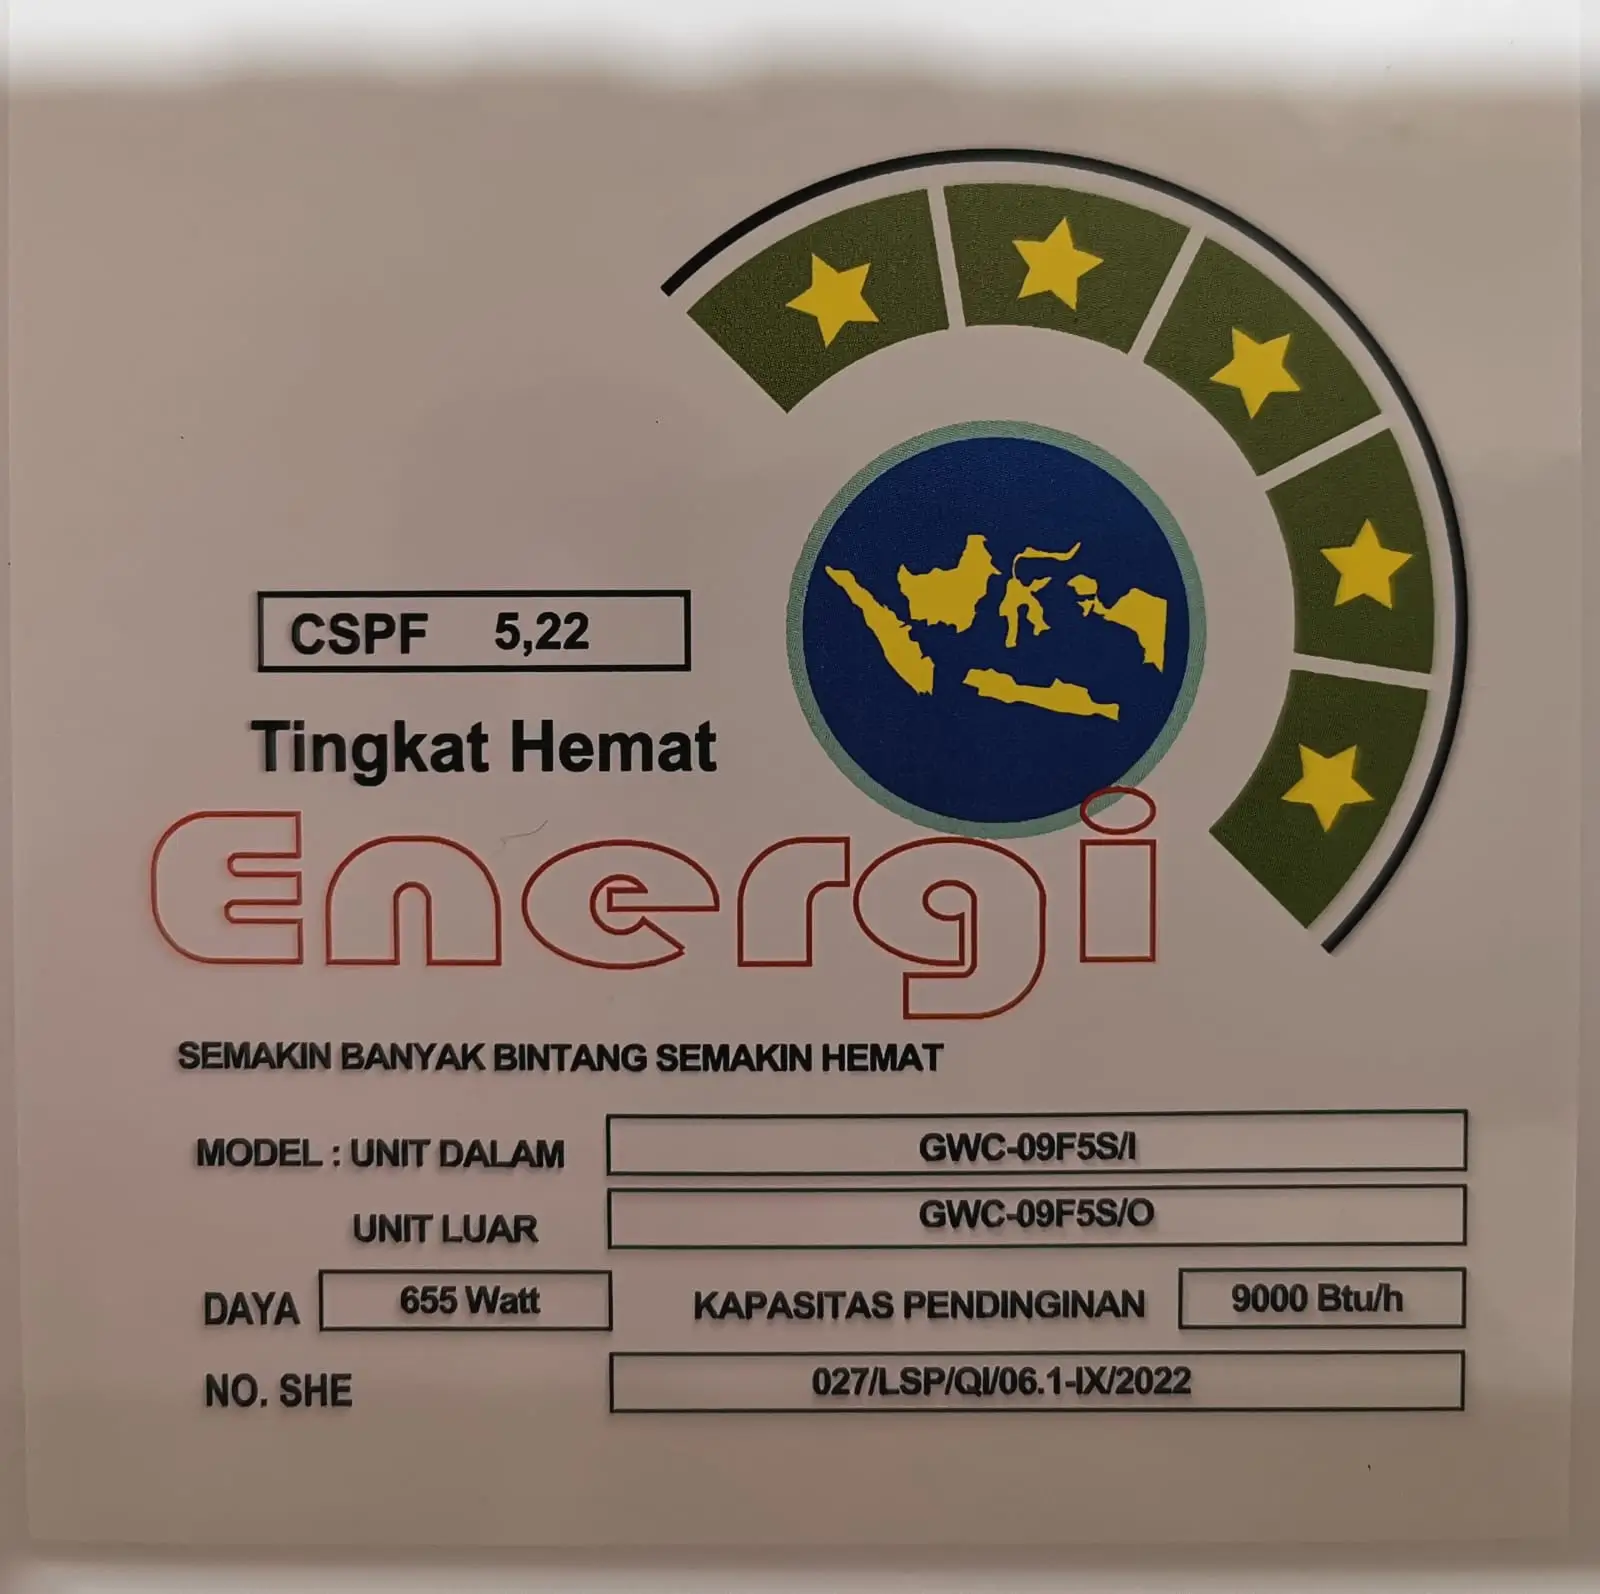 CSPF 5,22
Tingkat Hemat
Energi
SEMAKIN BANYAK BINTANG SEMAKIN HEMAT
MODEL : UNIT DALAM GWC-09F5S/I
UNIT LUAR GWC-09F5S/O
DAYA 655 Watt KAPASITAS PENDINGINAN 9000 Btu/h
NO. SHE 027/LSP/QI/06.1-IX/2022